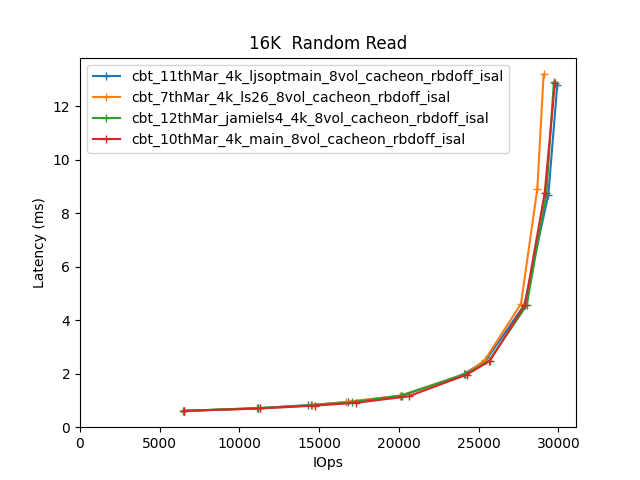 16K  Random Read
cbt_11thMar_4k_ljsoptmain_8vol_cacheon_rbdoff_isal
cbt_7thMar_4k_ls26_8vol_cacheon_rbdoff_isal
cbt_12thMar_jamiels4_4k_8vol_cacheon_rbdoff_isal
cbt_10thMar_4k_main_8vol_cacheon_rbdoff_isal
Latency (ms)
12
10
8
6
4
2
0
0 5000 10000 15000 20000 25000 30000
IOps